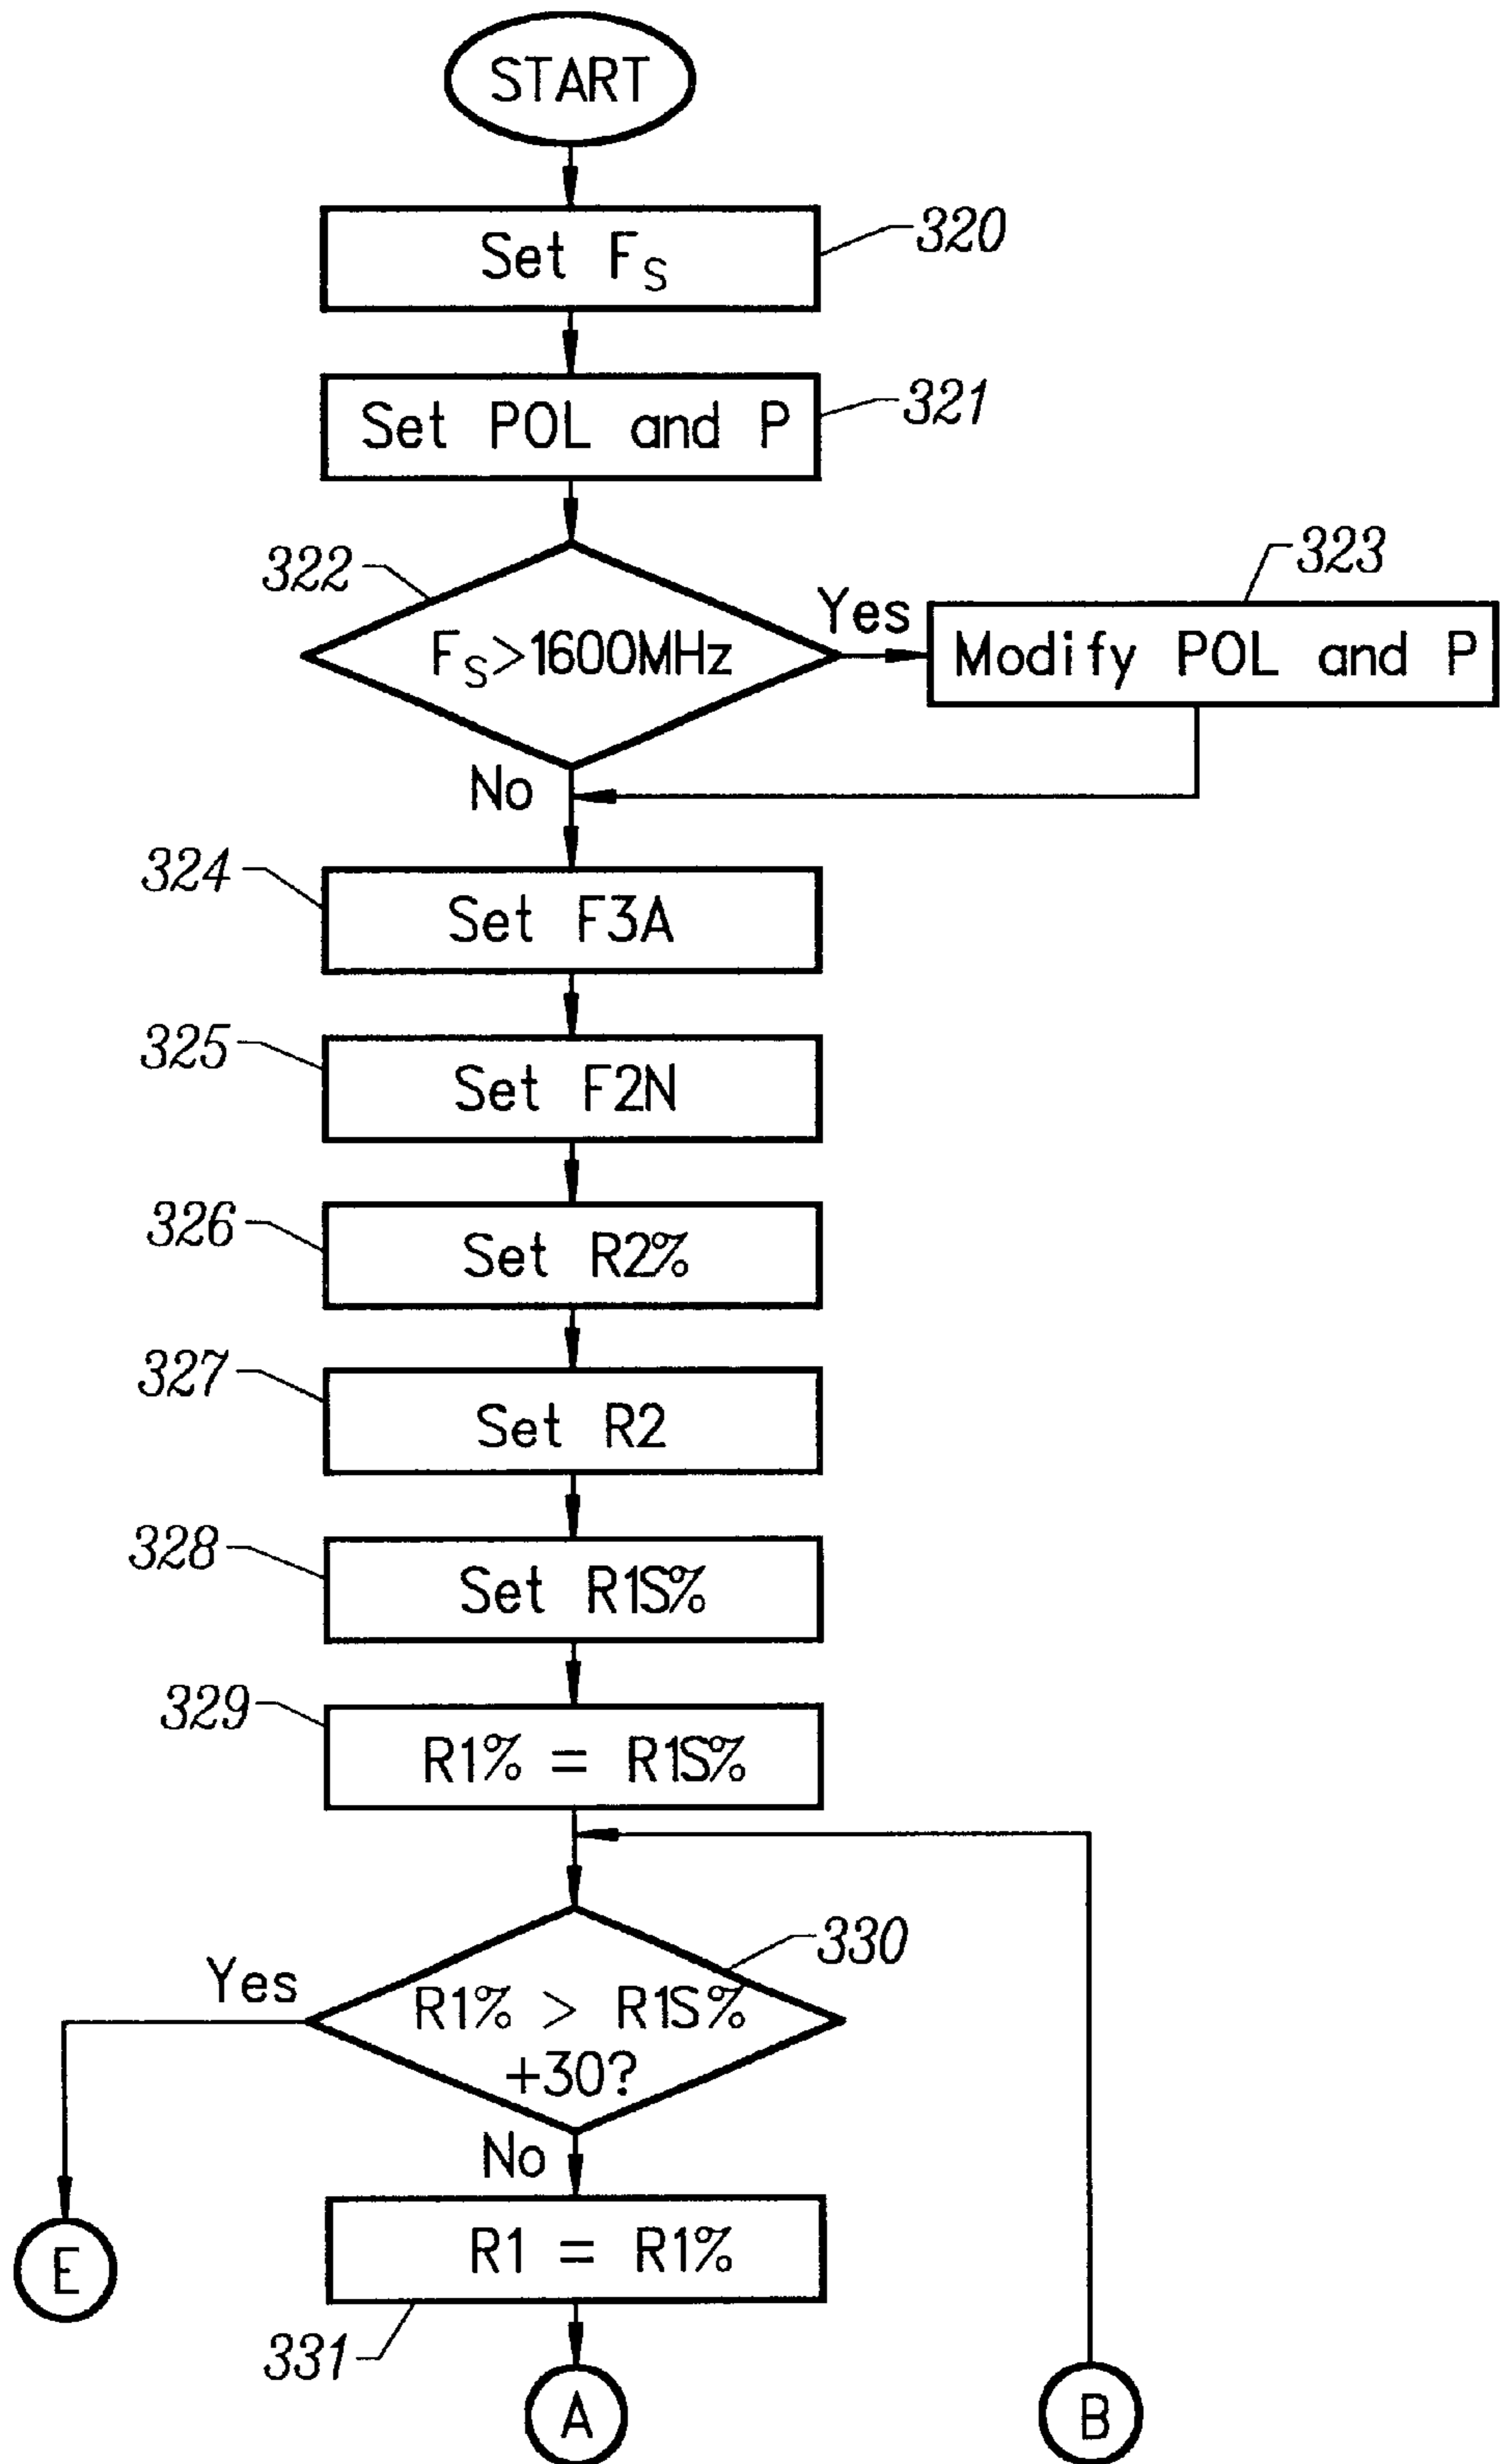 START
Set FS
320
Set POL and P
321
322
FS>1600MHz
Yes
323
Modify POL and P
No
324
Set F3A
325
Set F2N
326
Set R2%
327
Set R2
328
Set R1S%
329
R1% = R1S%
330
Yes
R1% > R1S%
+30?
No
E
R1 = R1%
331
A
B